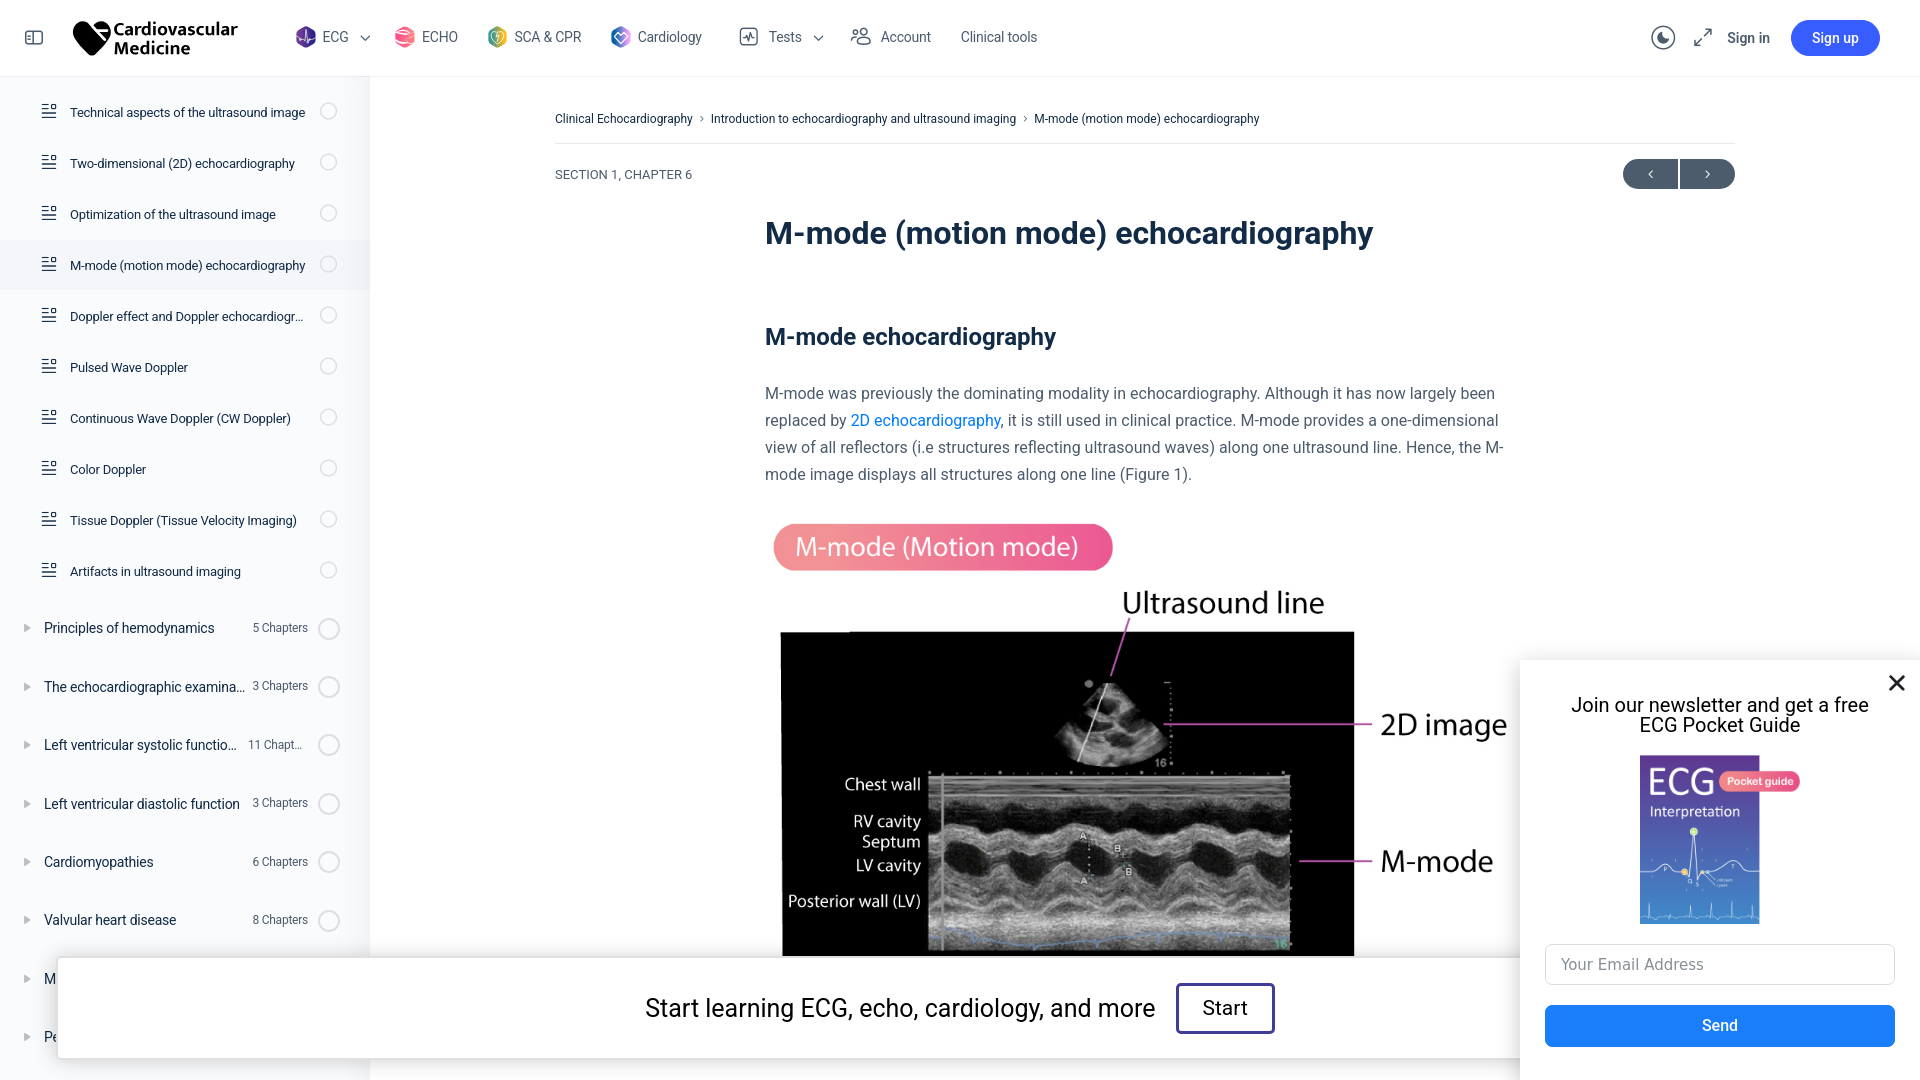 Cardiovascular
Medicine
ECG
ECHO
SCA & CPR
Cardiology
Tests
Account
Clinical tools
Sign in
Sign up
Technical aspects of the ultrasound image
Two-dimensional (2D) echocardiography
Optimization of the ultrasound image
M-mode (motion mode) echocardiography
Doppler effect and Doppler echocardiogr...
Pulsed Wave Doppler
Continuous Wave Doppler (CW Doppler)
Color Doppler
Tissue Doppler (Tissue Velocity Imaging)
Artifacts in ultrasound imaging
Principles of hemodynamics 5 Chapters
The echocardiographic examina... 3 Chapters
Left ventricular systolic functio... 11 Chapt...
Left ventricular diastolic function 3 Chapters
Cardiomyopathies 6 Chapters
Valvular heart disease 8 Chapters
M
Pe
Clinical Echocardiography › Introduction to echocardiography and ultrasound imaging › M-mode (motion mode) echocardiography
SECTION 1, CHAPTER 6
M-mode (motion mode) echocardiography
M-mode echocardiography
M-mode was previously the dominating modality in echocardiography. Although it has now largely been
replaced by 2D echocardiography, it is still used in clinical practice. M-mode provides a one-dimensional
view of all reflectors (i.e structures reflecting ultrasound waves) along one ultrasound line. Hence, the M-
mode image displays all structures along one line (Figure 1).
M-mode (Motion mode)
Ultrasound line
2D image
16
Chest wall
RV cavity
Septum
LV cavity
Posterior wall (LV)
A
B
B
A
16
M-mode
Start learning ECG, echo, cardiology, and more
Start
Join our newsletter and get a free
ECG Pocket Guide
ECG
Pocket guide
Interpretation
P
Q
S
T
Your Email Address
Send